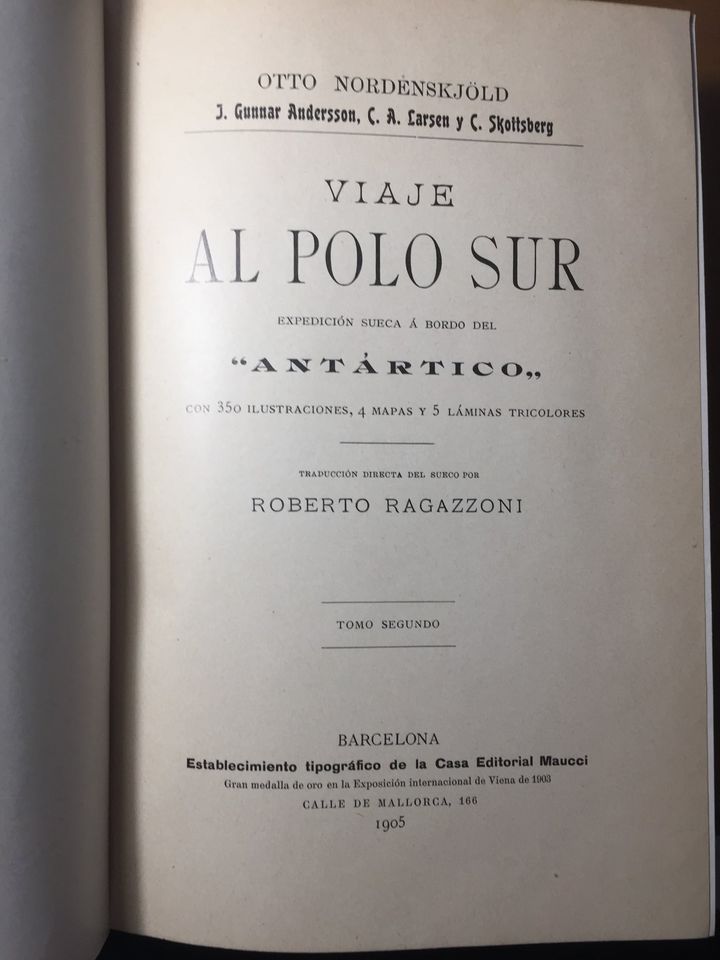 OTTO NORDENSKJÖLD
J. Gunnar Andersson, C. A. Larsen y C. Skottsberg
VIAJE
AL POLO SUR
EXPEDICIÓN SUECA Á BORDO DEL
“ANTÁRTICO„
CON 350 ILUSTRACIONES, 4 MAPAS Y 5 LÁMINAS TRICOLORES
TRADUCCIÓN DIRECTA DEL SUECO POR
ROBERTO RAGAZZONI
TOMO SEGUNDO
BARCELONA
Establecimiento tipográfico de la Casa Editorial Maucci
Gran medalla de oro en la Exposición internacional de Viena de 1903
CALLE DE MALLORCA, 166
1905